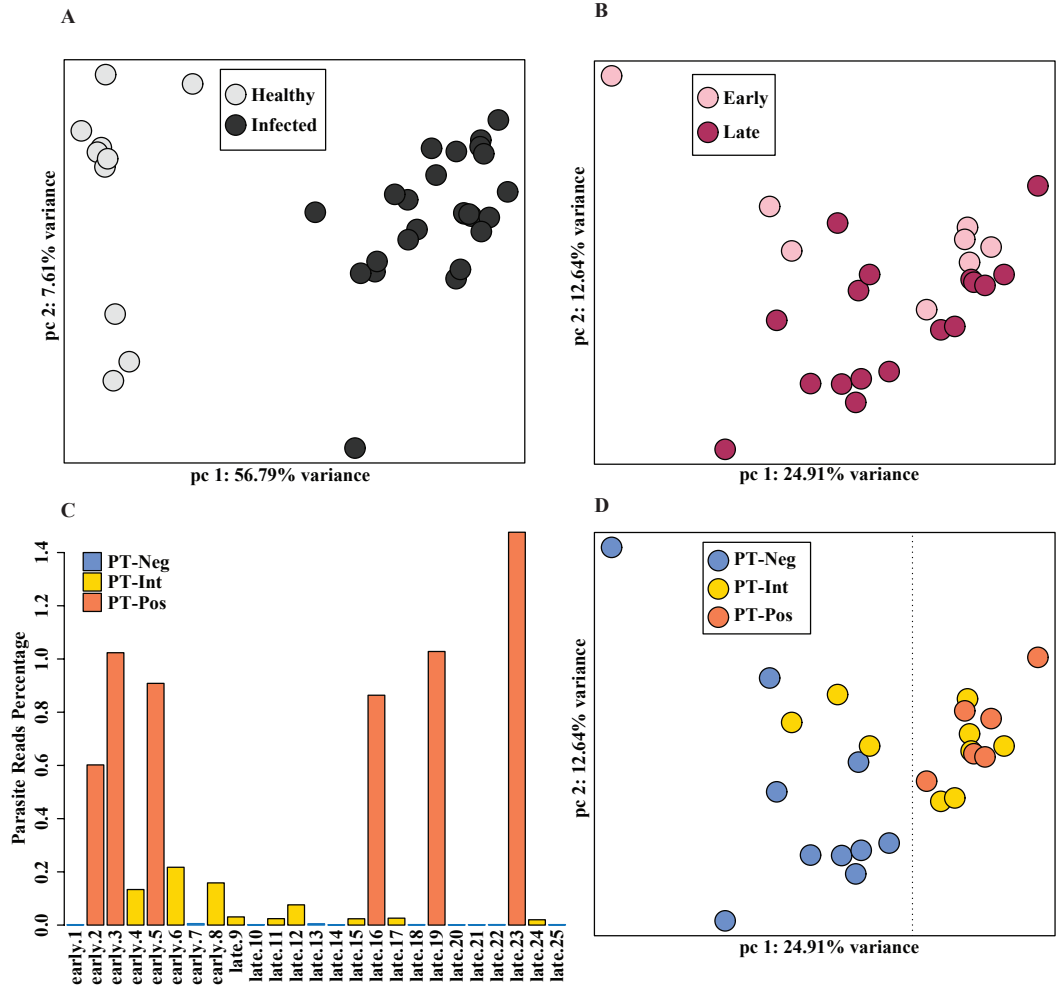 A
Healthy
Infected
pc 2: 7.61% variance
pc 1: 56.79% variance
B
Early
Late
pc 2: 12.64% variance
pc 1: 24.91% variance
C
PT-Neg
PT-Int
PT-Pos
Parasite Reads Percentage
1.4
1.2
1.0
0.8
0.6
0.4
0.2
0.0
early.1
early.2
early.3
early.4
early.5
early.6
early.7
early.8
late.9
late.10
late.11
late.12
late.13
late.14
late.15
late.16
late.17
late.18
late.19
late.20
late.21
late.22
late.23
late.24
late.25
D
PT-Neg
PT-Int
PT-Pos
pc 2: 12.64% variance
pc 1: 24.91% variance